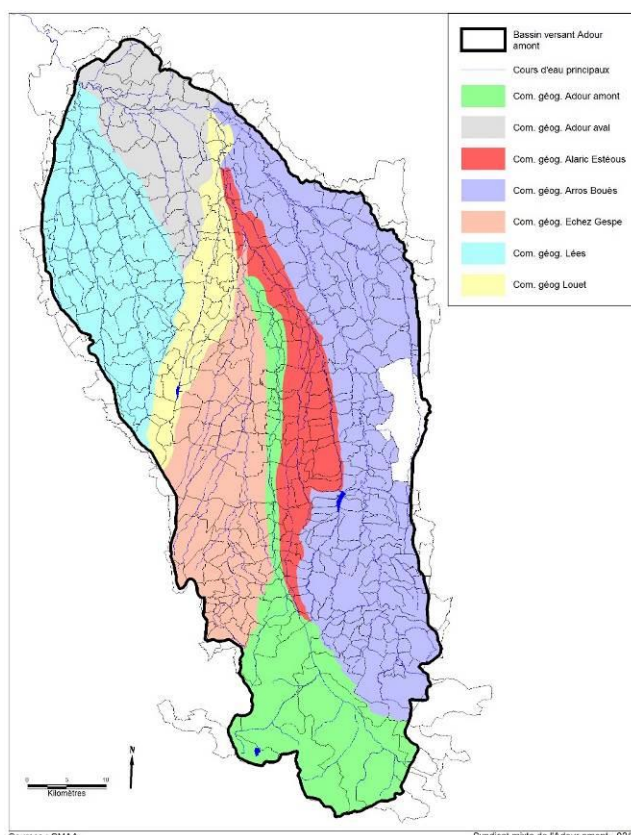 Bassin versant Adour
amont
Cours d'eau principaux
Com. géog. Adour amont
Com. géog. Adour aval
Com. géog. Alaric Estéous
Com. géog. Arros Bouès
Com. géog. Echez Gespe
Com. géog. Lées
Com. géog Louet
N
0 5 10
Kilomètres